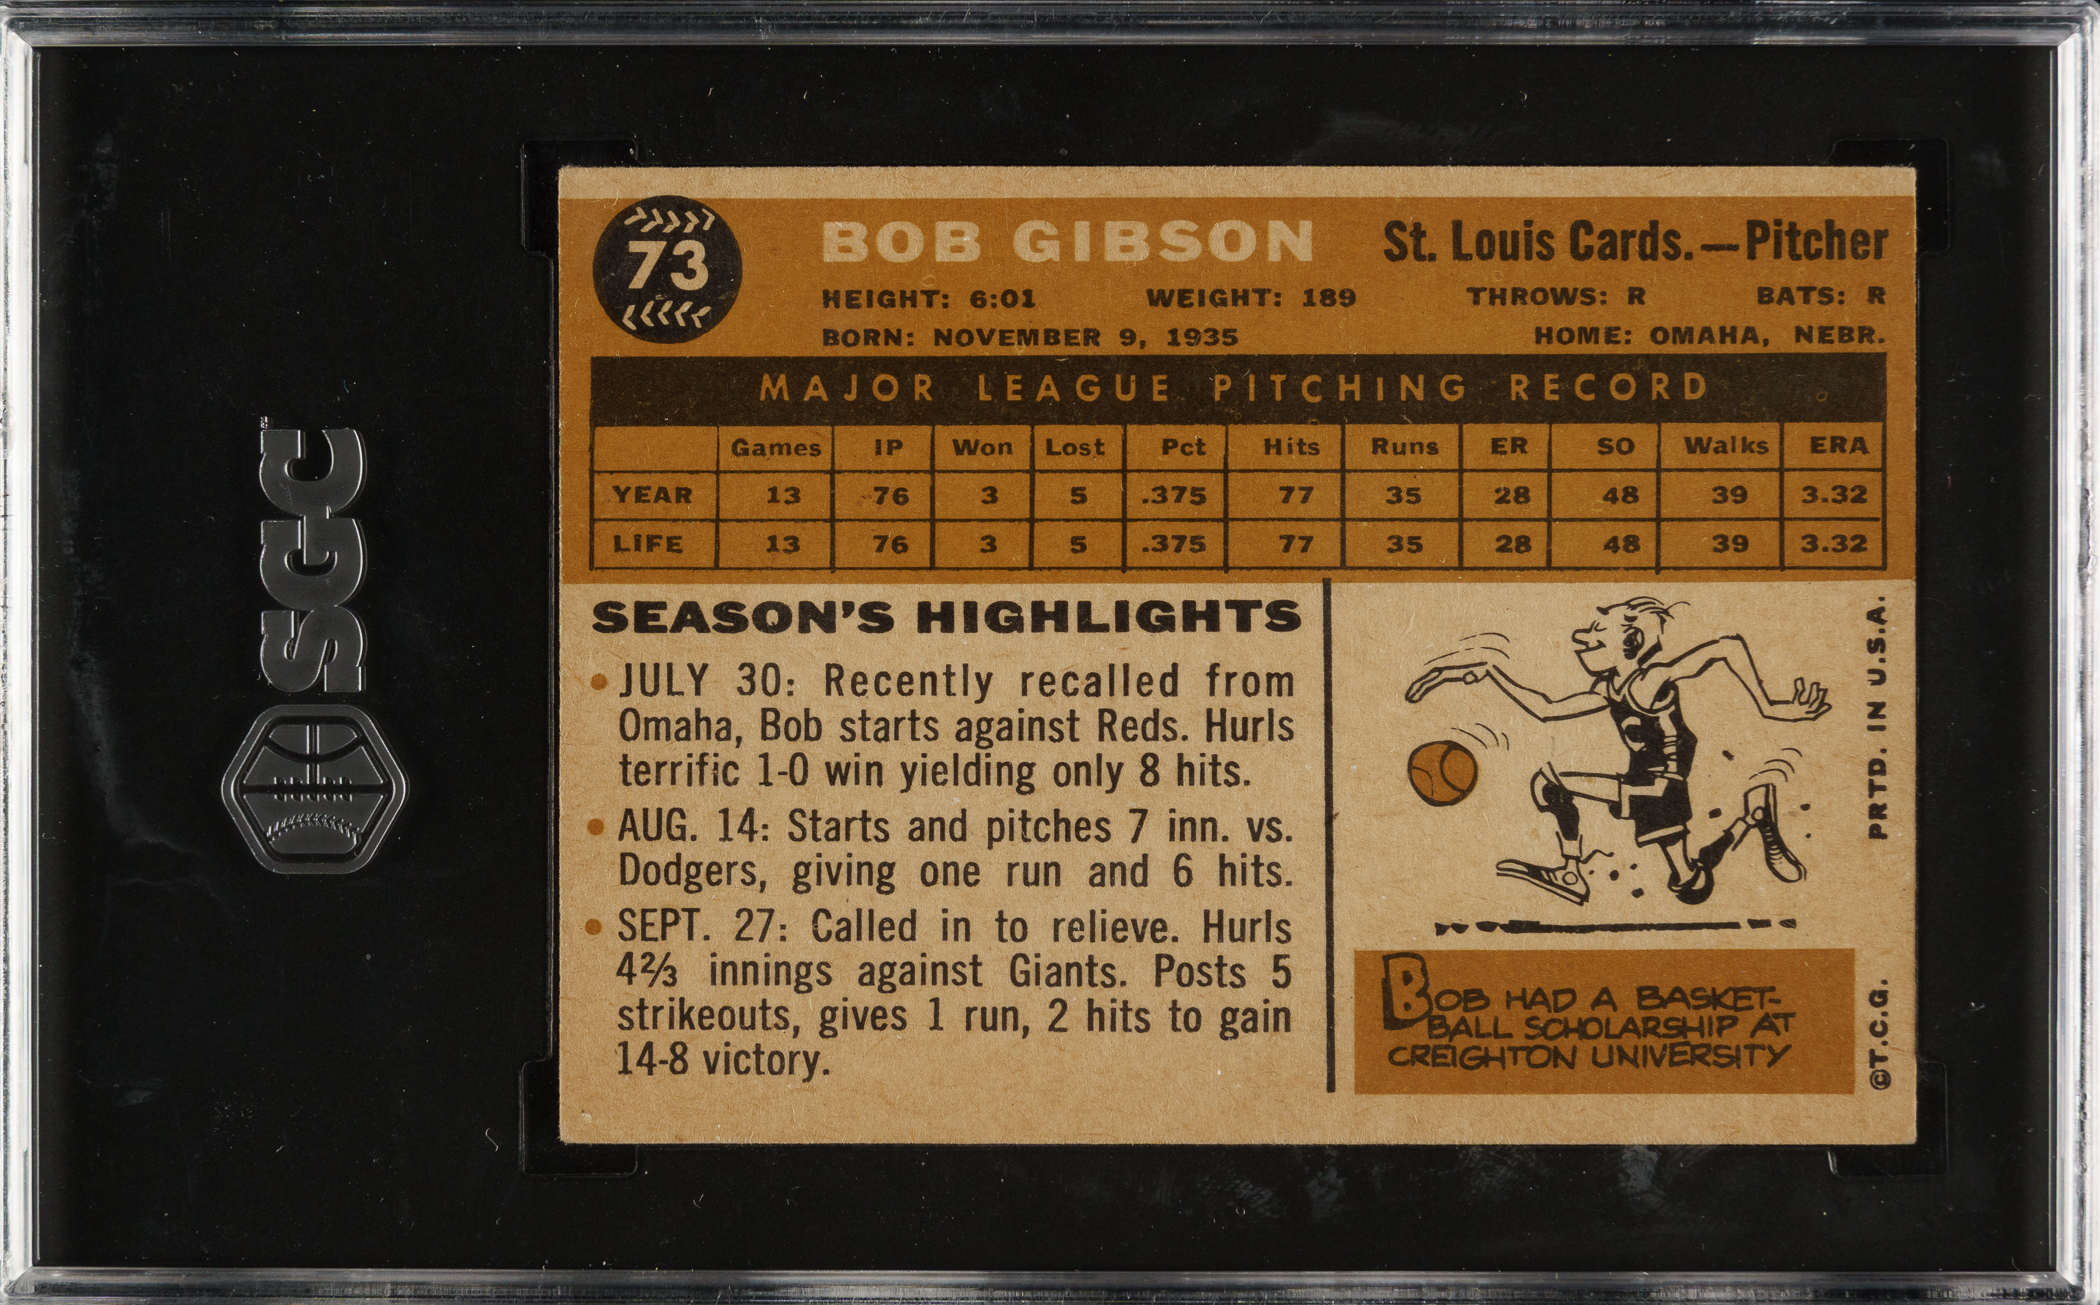 SGC
73
BOB GIBSON
St. Louis Cards.—Pitcher
HEIGHT: 6:01 WEIGHT: 189 THROWS: R BATS: R
BORN: NOVEMBER 9, 1935 HOME: OMAHA, NEBR.
MAJOR LEAGUE PITCHING RECORD
Games IP Won Lost Pct Hits Runs ER SO Walks ERA
YEAR 13 76 3 5 .375 77 35 28 48 39 3.32
LIFE 13 76 3 5 .375 77 35 28 48 39 3.32
SEASON'S HIGHLIGHTS
• JULY 30: Recently recalled from
Omaha, Bob starts against Reds. Hurls
terrific 1-0 win yielding only 8 hits.
• AUG. 14: Starts and pitches 7 inn. vs.
Dodgers, giving one run and 6 hits.
• SEPT. 27: Called in to relieve. Hurls
4⅔ innings against Giants. Posts 5
strikeouts, gives 1 run, 2 hits to gain
14-8 victory.
C
BOB HAD A BASKET-
BALL SCHOLARSHIP AT
CREIGHTON UNIVERSITY
©T.C.G. PRTD. IN U.S.A.